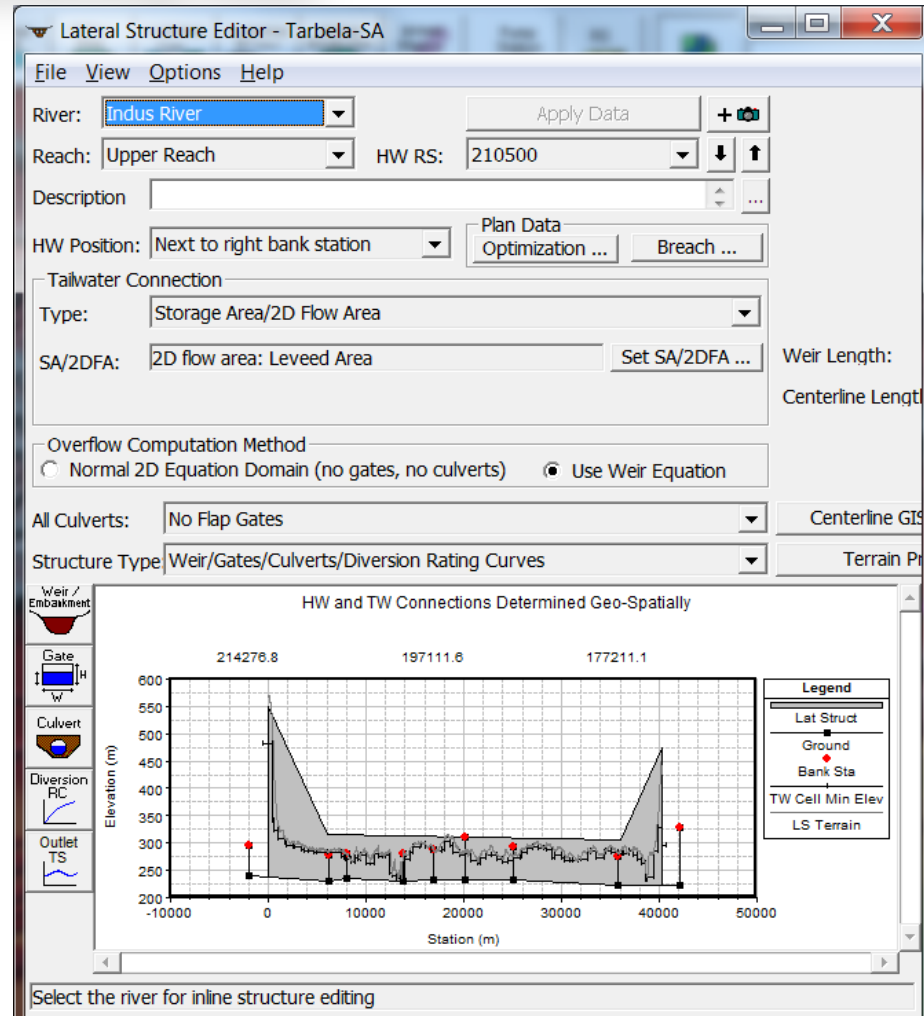 Lateral Structure Editor - Tarbela-SA
File View Options Help
River: Indus River Apply Data +
Reach: Upper Reach HW RS: 210500
Description ...
HW Position: Next to right bank station Plan Data Optimization ... Breach ...
Tailwater Connection
Type: Storage Area/2D Flow Area
SA/2DFA: 2D flow area: Leveed Area Set SA/2DFA ... Weir Length:
Centerline Lengt
Overflow Computation Method
Normal 2D Equation Domain (no gates, no culverts) Use Weir Equation
All Culverts: No Flap Gates Centerline GIS
Structure Type Weir/Gates/Culverts/Diversion Rating Curves Terrain Pr
Weir /
Embankment
Gate
H
W
Culvert
Diversion
RC
Outlet
TS
HW and TW Connections Determined Geo-Spatially
214276.8 197111.6 177211.1
600
550
500
450
400
350
300
250
200
Elevation (m)
-10000 0 10000 20000 30000 40000 50000
Station (m)
Legend
Lat Struct
Ground
Bank Sta
TW Cell Min Elev
LS Terrain
Select the river for inline structure editing